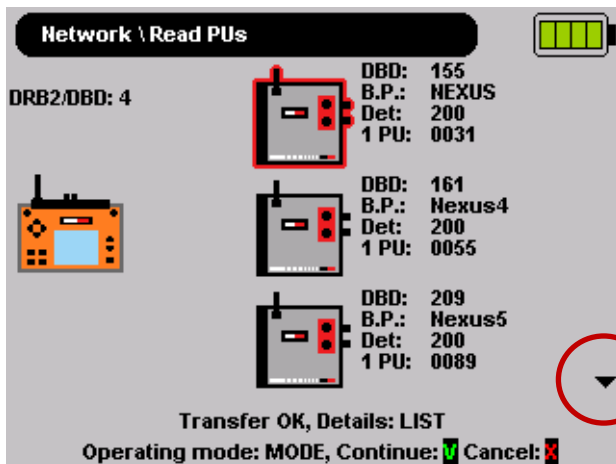 Network \ Read PUs
DRB2/DBD: 4
DBD: 155
B.P.: NEXUS
Det: 200
1 PU: 0031
DBD: 161
B.P.: Nexus4
Det: 200
1 PU: 0055
DBD: 209
B.P.: Nexus5
Det: 200
1 PU: 0089
Transfer OK, Details: LIST
Operating mode: MODE, Continue: V Cancel: X